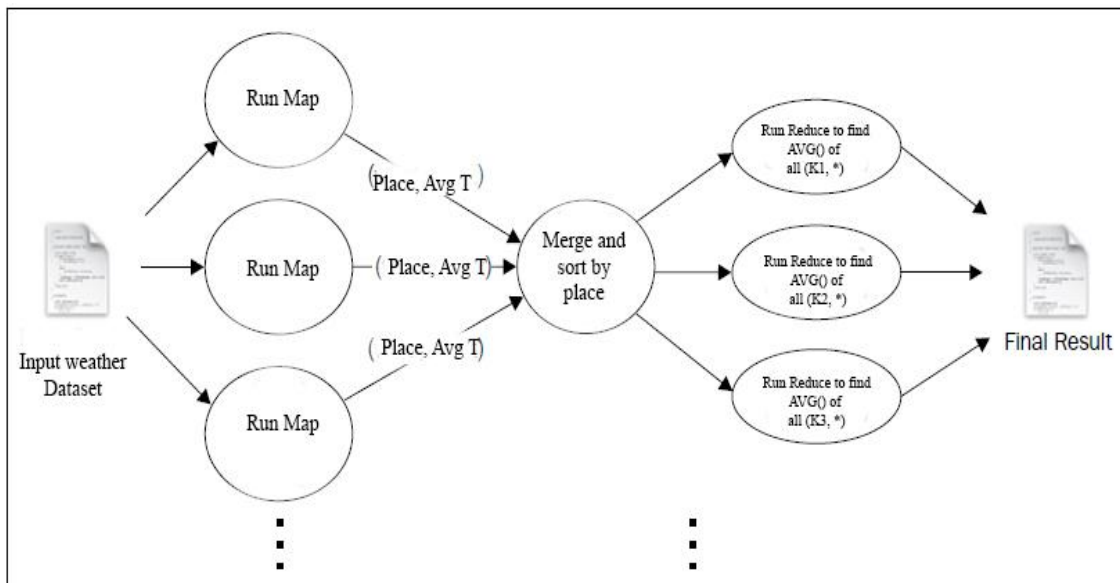 Run Map
(Place, Avg T )
Input weather
Dataset
Run Map
( Place, Avg T)
Run Map
( Place, Avg T)
Merge and
sort by
place
Run Reduce to find
AVG() of
all (K1, *)
Run Reduce to find
AVG() of
all (K2, *)
Run Reduce to find
AVG() of
all (K3, *)
Final Result